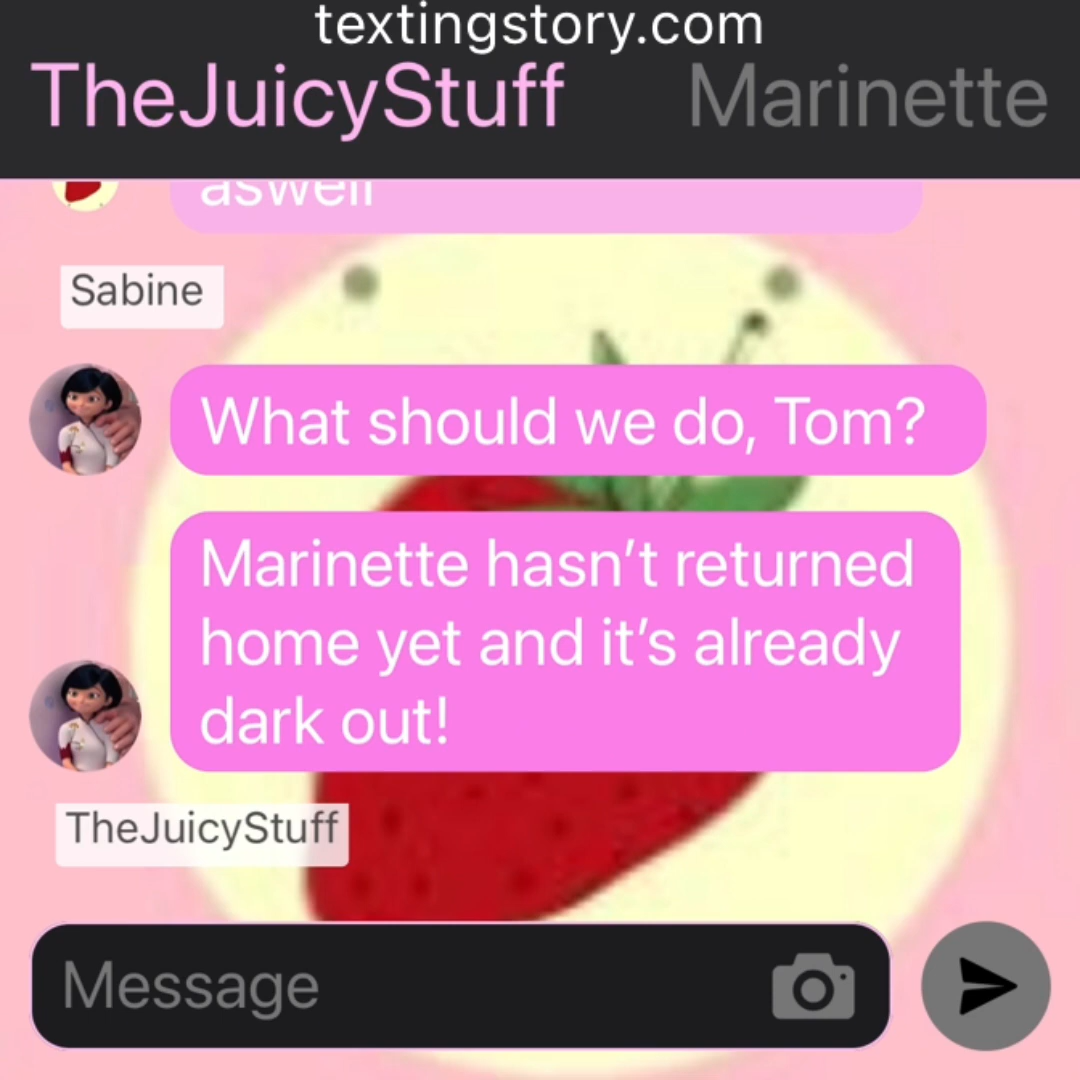 textingstory.com
TheJuicyStuff Marinette
aswell
Sabine
What should we do, Tom?
Marinette hasn’t returned
home yet and it’s already
dark out!
TheJuicyStuff
Message